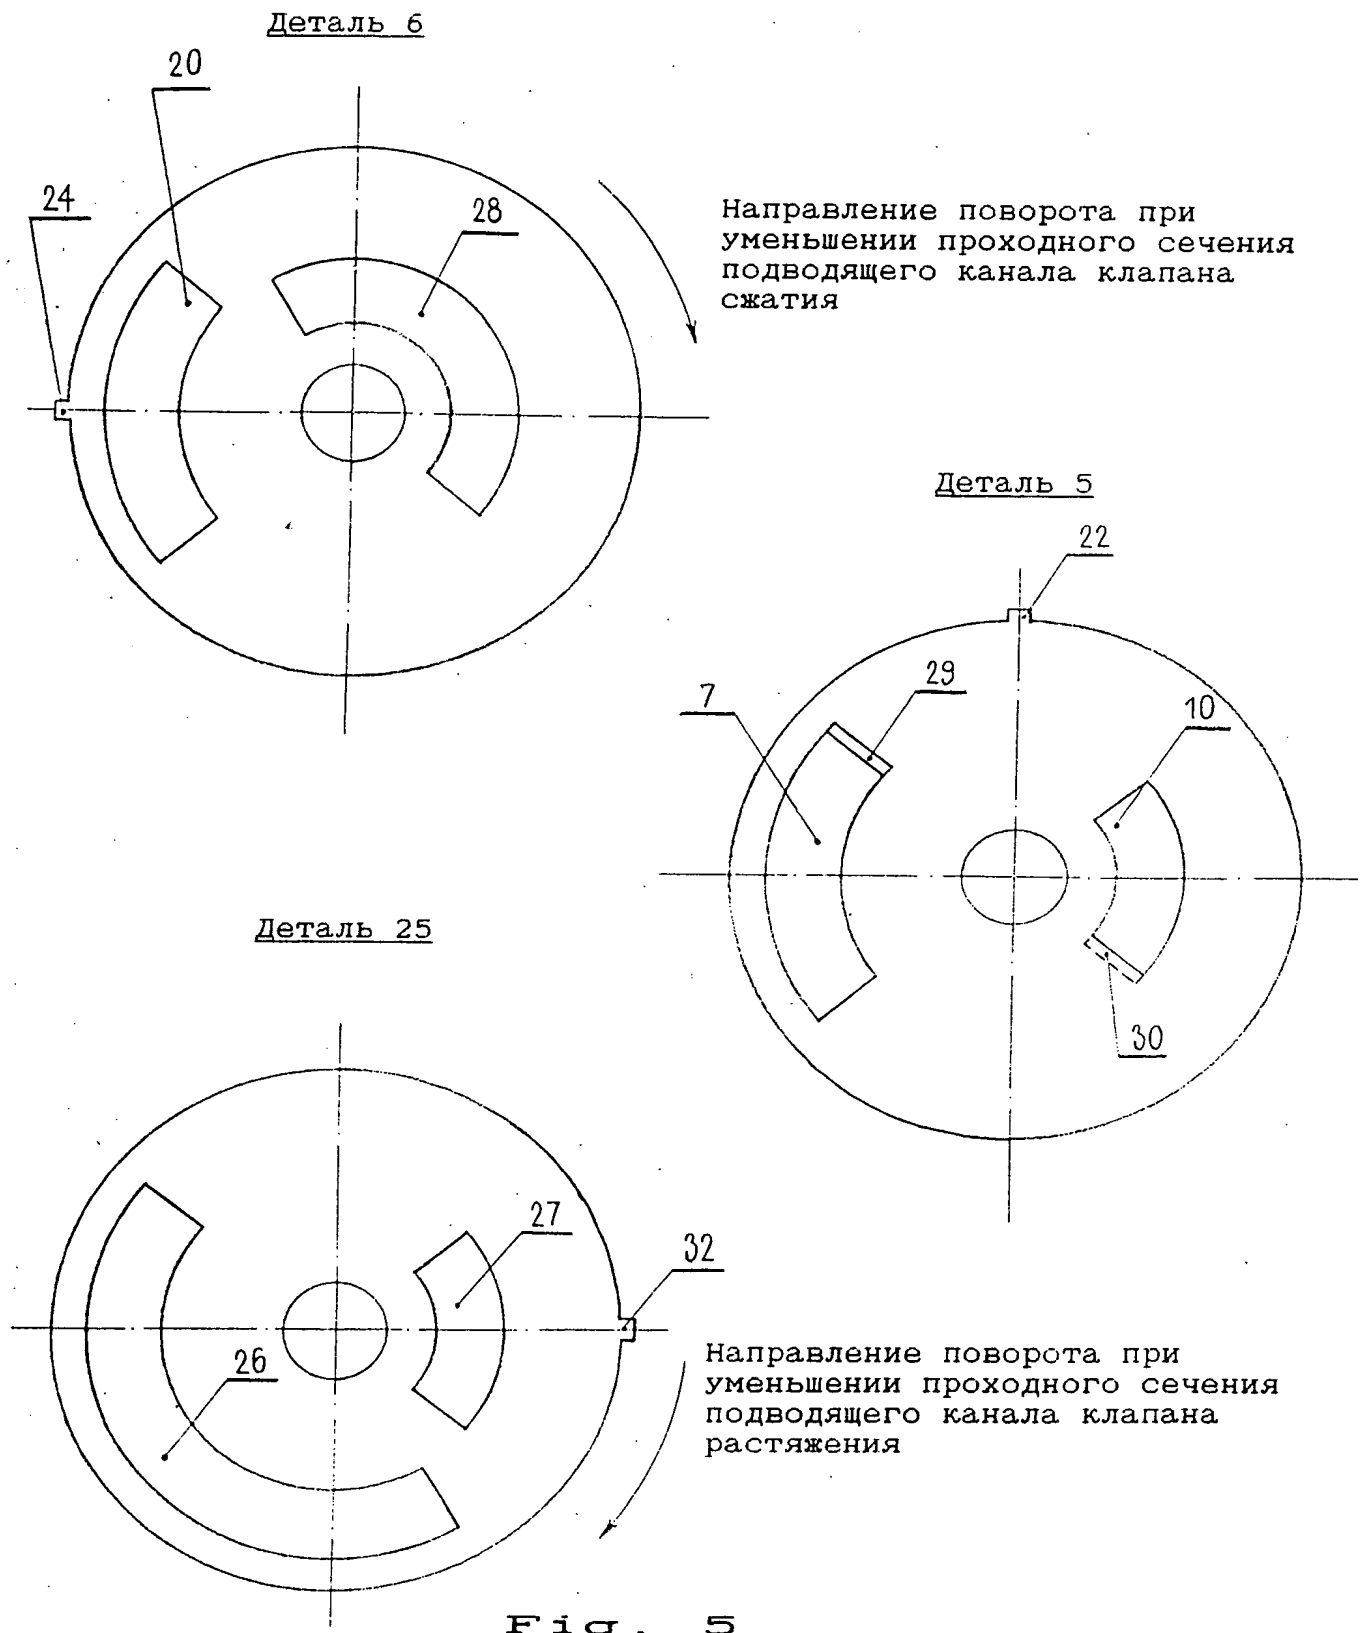 Деталь 6
20
24
28
Направление поворота при
уменьшении проходного сечения
подводящего канала клапана
сжатия
Деталь 5
22
29
7
10
30
Деталь 25
27
32
26
Направление поворота при
уменьшении проходного сечения
подводящего канала клапана
растяжения
Fig. 5